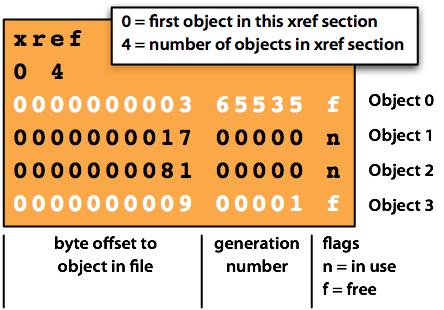 0 = first object in this xref section
4 = number of objects in xref section
xref
0 4
0000000003 65535 f Object 0
0000000017 00000 n Object 1
0000000081 00000 n Object 2
0000000009 00001 f Object 3
byte offset to object in file
generation number
flags
n = in use
f = free